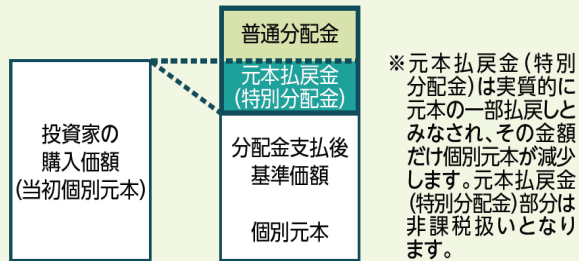 投資家の
購入価額
(当初個別元本)
普通分配金
元本払戻金
(特別分配金)
分配金支払後
基準価額
個別元本
※元本払戻金(特別
分配金)は実質的に
元本の一部払戻しと
みなされ、その金額
だけ個別元本が減少
します。元本払戻金
(特別分配金)部分は
非課税扱いとなり
ます。